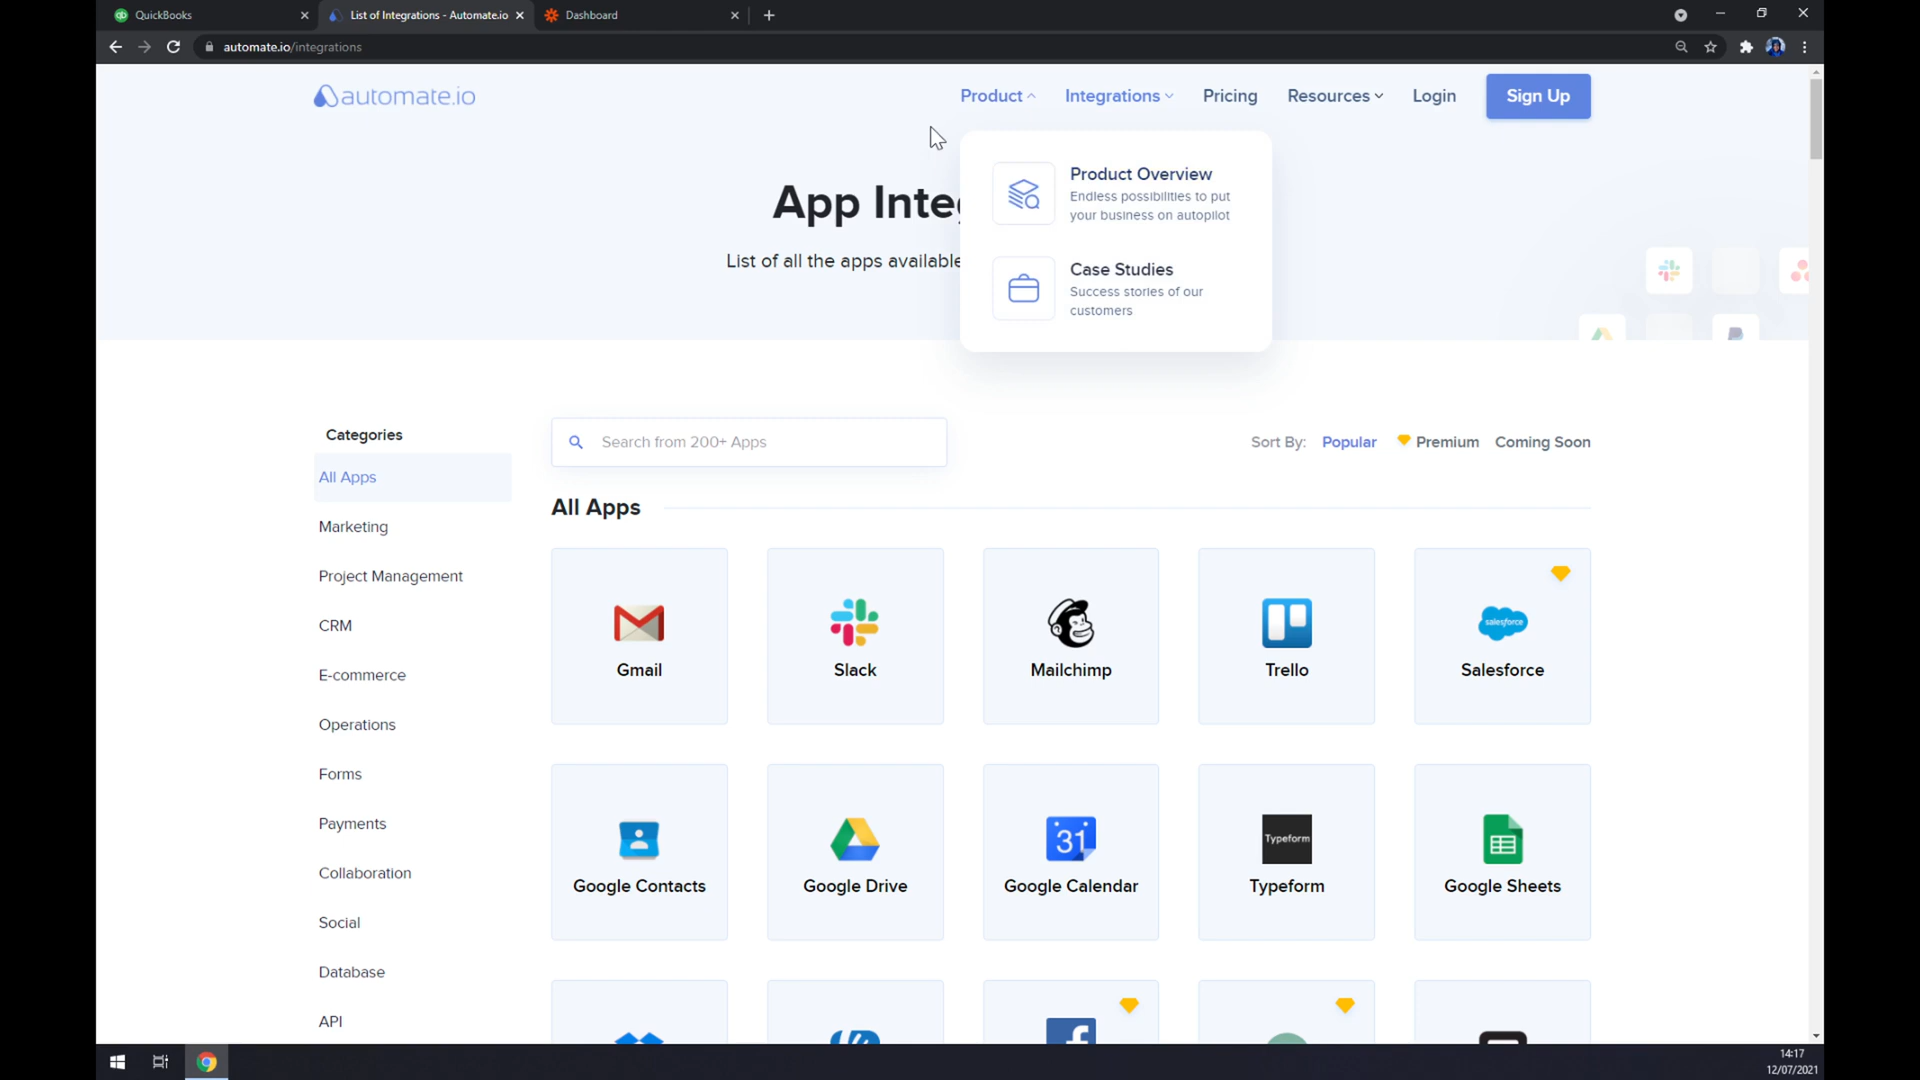 QuickBooks
List of Integrations - Automate.io
Dashboard
automate.io/integrations
automate.io
Product
Integrations
Pricing
Resources
Login
Sign Up
Product Overview
Endless possibilities to put
your business on autopilot
Case Studies
Success stories of our
customers
App Inte
List of all the apps available
Categories
All Apps
Marketing
Project Management
CRM
E-commerce
Operations
Forms
Payments
Collaboration
Social
Database
API
Search from 200+ Apps
Sort By:
Popular
Premium
Coming Soon
All Apps
Gmail
Slack
Mailchimp
Trello
salesforce
Salesforce
Google Contacts
Google Drive
31
Google Calendar
Typeform
Typeform
Google Sheets
14:17
12/07/2021